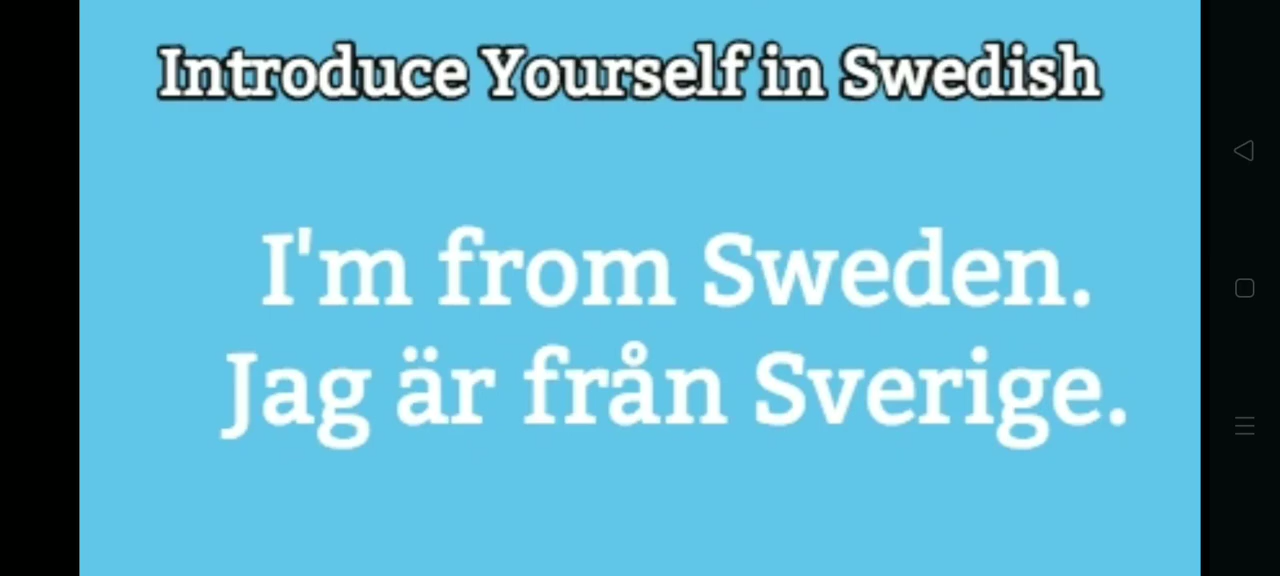 Introduce Yourself in Swedish
I'm from Sweden.
Jag är från Sverige.